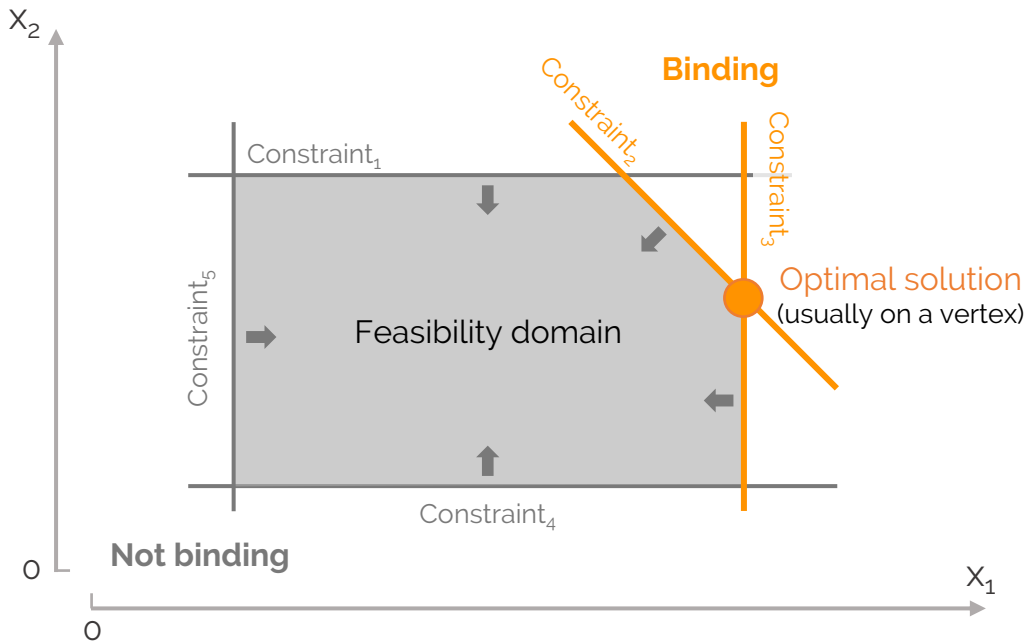 X₂
Binding
Constraint₂
Constraint₃
Constraint₁
Constraint₅
Optimal solution
(usually on a vertex)
Feasibility domain
Constraint₄
Not binding
0
X₁
0